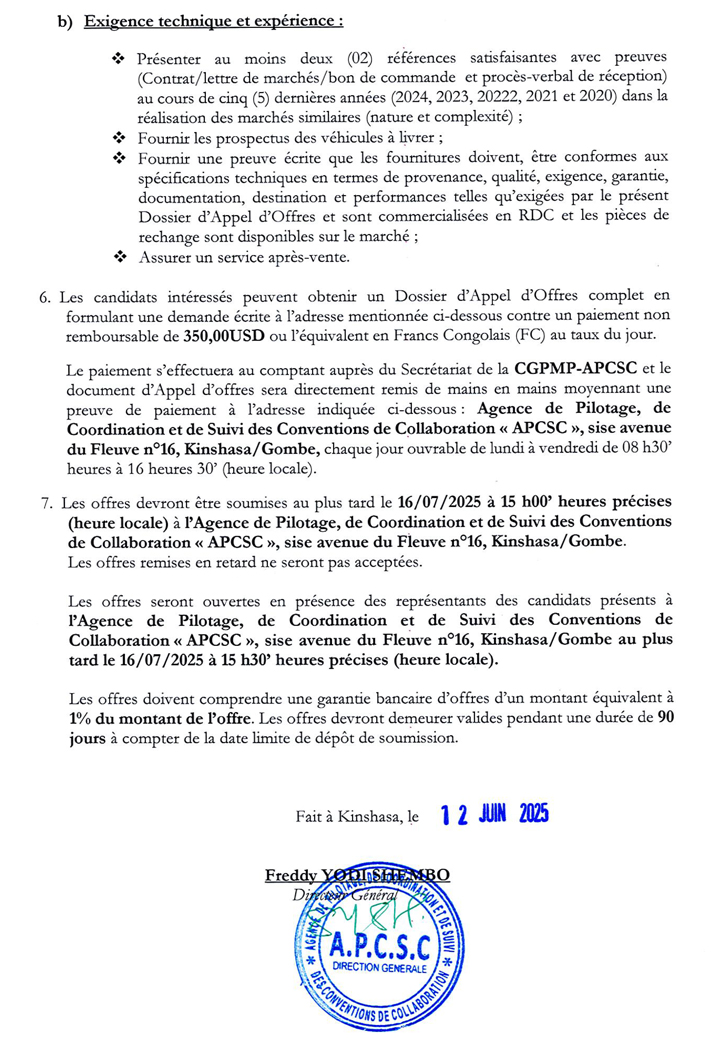 b) Exigence technique et expérience :
❖ Présenter au moins deux (02) références satisfaisantes avec preuves
(Contrat/lettre de marchés/bon de commande et procès-verbal de réception)
au cours de cinq (5) dernières années (2024, 2023, 20222, 2021 et 2020) dans la
réalisation des marchés similaires (nature et complexité) ;
❖ Fournir les prospectus des véhicules à livrer ;
❖ Fournir une preuve écrite que les fournitures doivent, être conformes aux
spécifications techniques en termes de provenance, qualité, exigence, garantie,
documentation, destination et performances telles qu'exigées par le présent
Dossier d'Appel d'Offres et sont commercialisées en RDC et les pièces de
rechange sont disponibles sur le marché ;
❖ Assurer un service après-vente.
6. Les candidats intéressés peuvent obtenir un Dossier d'Appel d'Offres complet en
formulant une demande écrite à l'adresse mentionnée ci-dessous contre un paiement non
remboursable de 350,00USD ou l'équivalent en Francs Congolais (FC) au taux du jour.
Le paiement s'effectuera au comptant auprès du Secrétariat de la CGPMP-APCSC et le
document d'Appel d'offres sera directement remis de mains en mains moyennant une
preuve de paiement à l'adresse indiquée ci-dessous : Agence de Pilotage, de
Coordination et de Suivi des Conventions de Collaboration « APCSC », sise avenue
du Fleuve n°16, Kinshasa/Gombe, chaque jour ouvrable de lundi à vendredi de 08 h30'
heures à 16 heures 30' (heure locale).
7. Les offres devront être soumises au plus tard le 16/07/2025 à 15 h00' heures précises
(heure locale) à l'Agence de Pilotage, de Coordination et de Suivi des Conventions
de Collaboration « APCSC », sise avenue du Fleuve n°16, Kinshasa/Gombe.
Les offres remises en retard ne seront pas acceptées.
Les offres seront ouvertes en présence des représentants des candidats présents à
l'Agence de Pilotage, de Coordination et de Suivi des Conventions de
Collaboration « APCSC », sise avenue du Fleuve n°16, Kinshasa/Gombe au plus
tard le 16/07/2025 à 15 h30' heures précises (heure locale).
Les offres doivent comprendre une garantie bancaire d'offres d'un montant équivalent à
1% du montant de l'offre. Les offres devront demeurer valides pendant une durée de 90
jours à compter de la date limite de dépôt de soumission.
Fait à Kinshasa, le 12 JUIN 2025
Freddy YODI SHEMBO
Directeur Général
AGENCE DE PILOTAGE, DE COORDINATION ET DE SUIVI
A.P.C.S.C
DIRECTION GENERALE
DES CONVENTIONS DE COLLABORATION